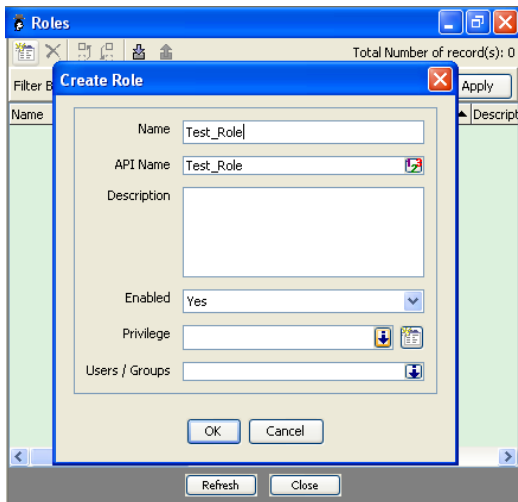 Roles
Total Number of record(s): 0
Filter B
Apply
Name
Descript
Create Role
Name
Test_Role
API Name
Test_Role
Description
Enabled
Yes
Privilege
Users / Groups
OK
Cancel
Refresh
Close